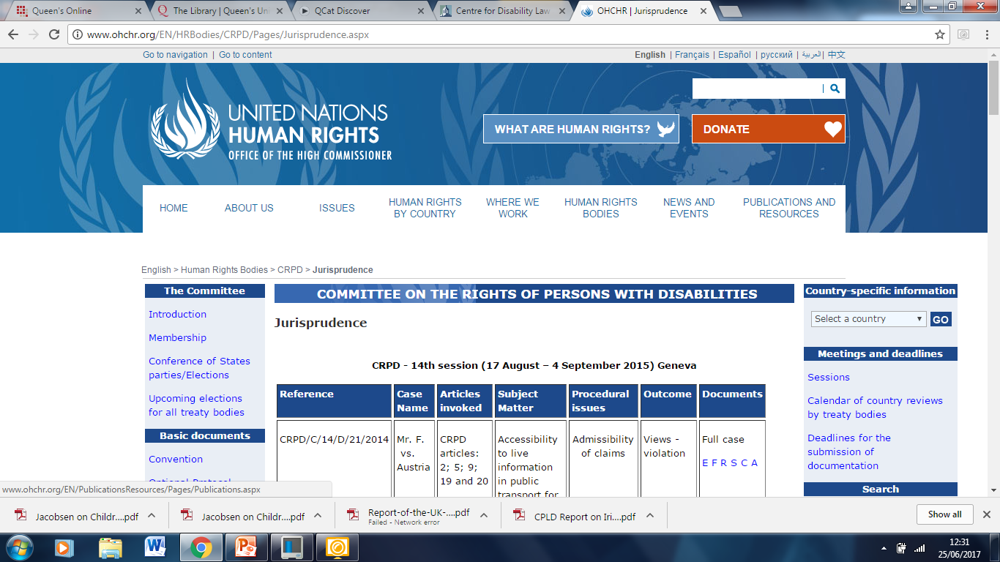 Queen's Online
The Library | Queen's Uni
QCat Discover
Centre for Disability Law
OHCHR | Jurisprudence
www.ohchr.org/EN/HRBodies/CRPD/Pages/Jurisprudence.aspx
Go to navigation | Go to content
English | Français | Español | русский | العربية | 中文
UNITED NATIONS
HUMAN RIGHTS
OFFICE OF THE HIGH COMMISSIONER
WHAT ARE HUMAN RIGHTS?
DONATE
HOME
ABOUT US
ISSUES
HUMAN RIGHTS
BY COUNTRY
WHERE WE
WORK
HUMAN RIGHTS
BODIES
NEWS AND
EVENTS
PUBLICATIONS AND
RESOURCES
English > Human Rights Bodies > CRPD > Jurisprudence
The Committee
Introduction
Membership
Conference of States
parties/Elections
Upcoming elections
for all treaty bodies
Basic documents
Convention
Optional Protocol
COMMITTEE ON THE RIGHTS OF PERSONS WITH DISABILITIES
Jurisprudence
CRPD - 14th session (17 August – 4 September 2015) Geneva
Reference
Case
Name
Articles
invoked
Subject
Matter
Procedural
issues
Outcome
Documents
CRPD/C/14/D/21/2014
Mr. F.
vs.
Austria
CRPD
articles:
2; 5; 9;
19 and 20
Accessibility
to live
information
in public
transport for
Admissibility
of claims
Views -
violation
Full case
E F R S C A
Country-specific information
Select a country
GO
Meetings and deadlines
Sessions
Calendar of country reviews
by treaty bodies
Deadlines for the
submission of
documentation
Search
www.ohchr.org/EN/PublicationsResources/Pages/Publications.aspx
Jacobsen on Childr....pdf
Jacobsen on Childr....pdf
Report-of-the-UK-....pdf
Failed - Network error
CPLD Report on Iri....pdf
Show all
12:31
25/06/2017